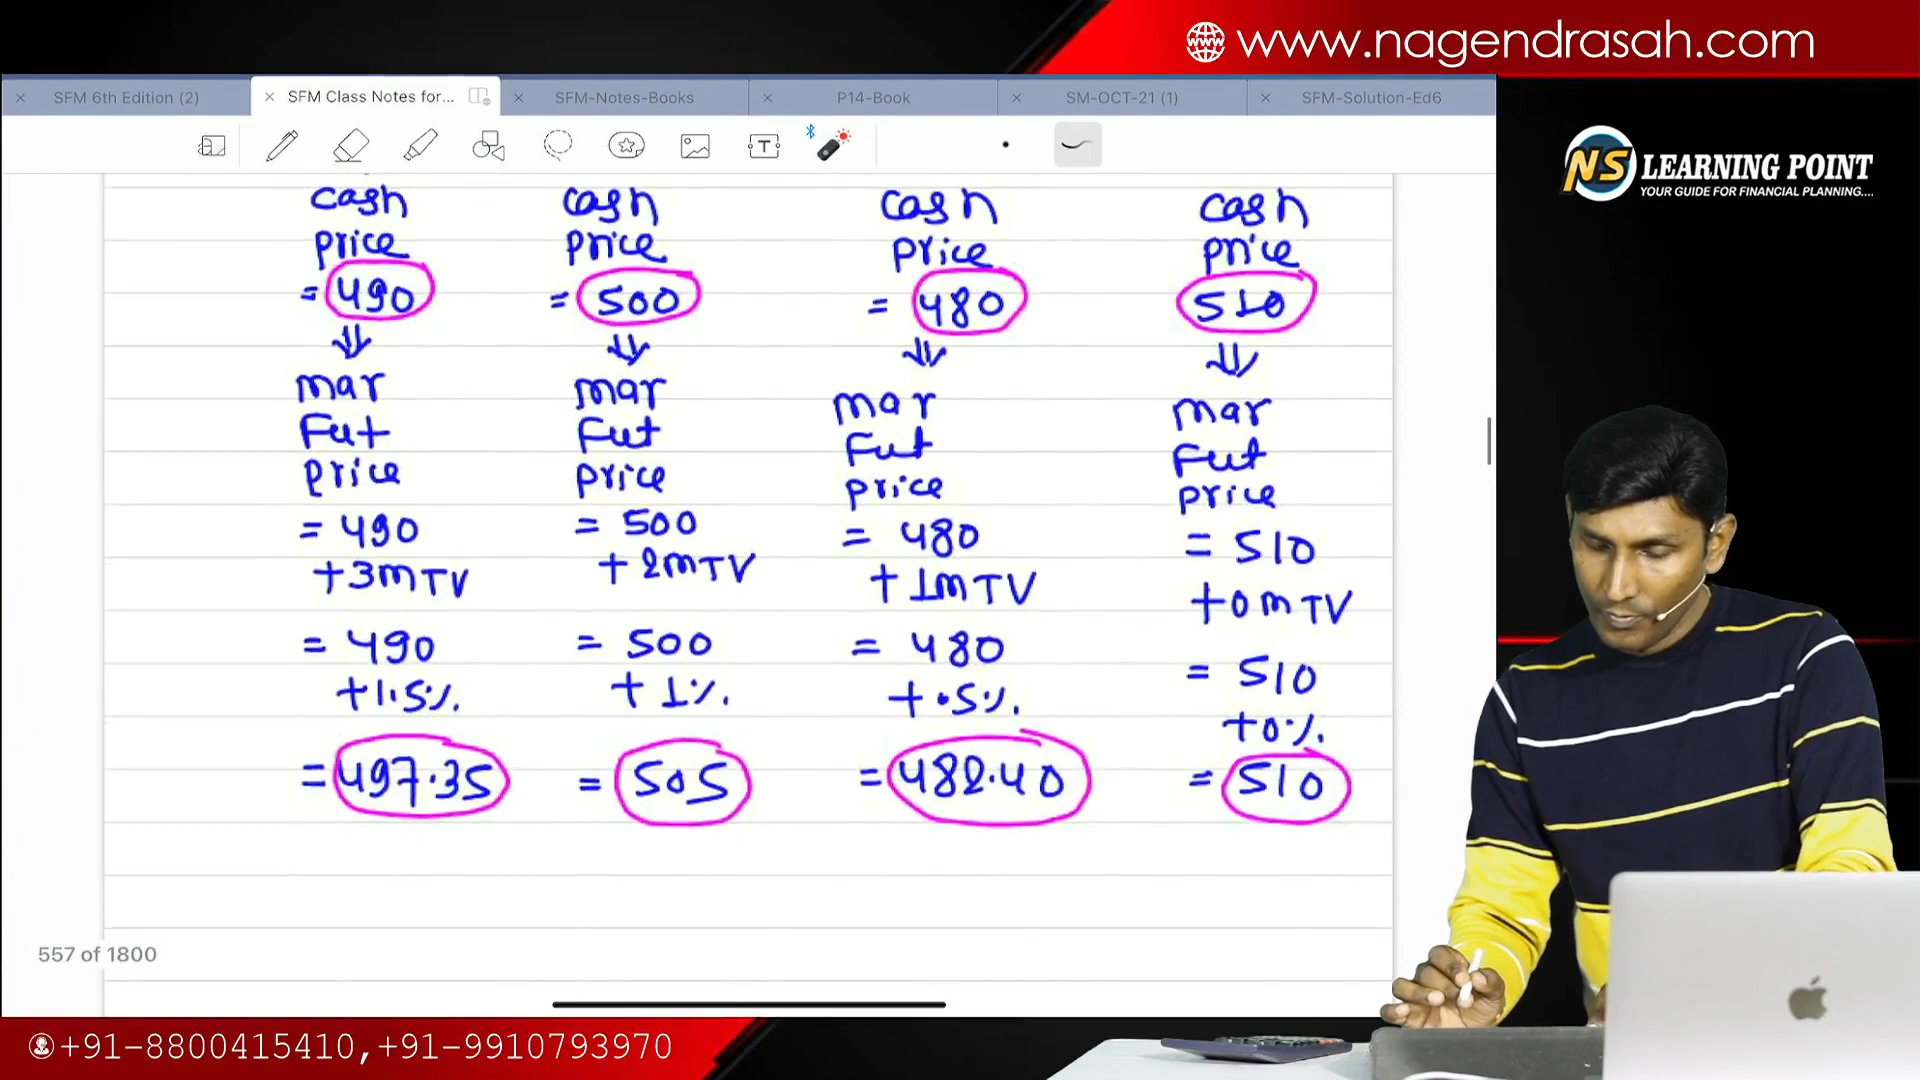 www.nagendrasah.com
SFM 6th Edition (2)
SFM Class Notes for...
SFM-Notes-Books
P14-Book
SM-OCT-21 (1)
SFM-Solution-Ed6
NS LEARNING POINT
YOUR GUIDE FOR FINANCIAL PLANNING....
T
cash
price
= 490
mar
Fut
price
= 490
+3mTV
= 490
+1.5%
= 497.35
cash
price
= 500
mar
Fut
price
= 500
+2mTV
= 500
+ 1%
= 505
cash
price
= 480
mar
Fut
price
= 480
+1mTV
= 480
+.5%
= 482.40
cash
price
510
mar
Fut
price
= 510
+0mTV
= 510
+0%
= 510
557 of 1800
+91-8800415410,+91-9910793970